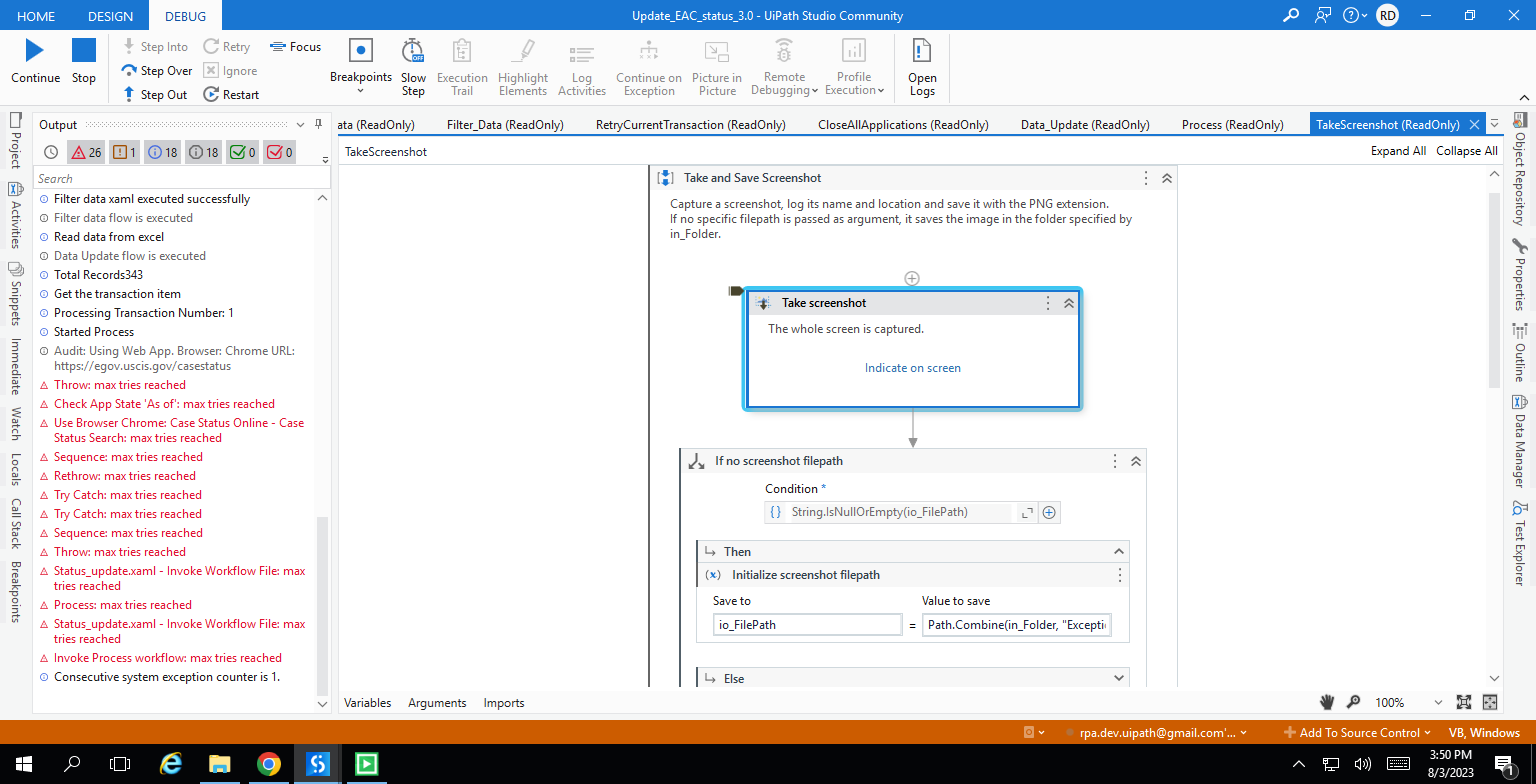 HOME DESIGN DEBUG
Update_EAC_status_3.0 - UiPath Studio Community
RD
Continue
Stop
Step Into
Step Over
Step Out
Retry
Ignore
Restart
Focus
Breakpoints
Slow
Step
OFF
Execution
Trail
Highlight
Elements
Log
Activities
Continue on
Exception
Picture in
Picture
Remote
Debugging
Profile
Execution
Open
Logs
Project
Activities
Snippets
Immediate
Watch
Locals
Call Stack
Breakpoints
Output
26
1
18
18
0
0
Search
Filter data xaml executed successfully
Filter data flow is executed
Read data from excel
Data Update flow is executed
Total Records343
Get the transaction item
Processing Transaction Number: 1
Started Process
Audit: Using Web App. Browser: Chrome URL:
https://egov.uscis.gov/casestatus
Throw: max tries reached
Check App State 'As of': max tries reached
Use Browser Chrome: Case Status Online - Case
Status Search: max tries reached
Sequence: max tries reached
Rethrow: max tries reached
Try Catch: max tries reached
Try Catch: max tries reached
Sequence: max tries reached
Throw: max tries reached
Status_update.xaml - Invoke Workflow File: max
tries reached
Process: max tries reached
Status_update.xaml - Invoke Workflow File: max
tries reached
Invoke Process workflow: max tries reached
Consecutive system exception counter is 1.
ata (ReadOnly)
Filter_Data (ReadOnly)
RetryCurrentTransaction (ReadOnly)
CloseAllApplications (ReadOnly)
Data_Update (ReadOnly)
Process (ReadOnly)
TakeScreenshot (ReadOnly)
TakeScreenshot
Expand All Collapse All
Take and Save Screenshot
Capture a screenshot, log its name and location and save it with the PNG extension.
If no specific filepath is passed as argument, it saves the image in the folder specified by
in_Folder.
Take screenshot
The whole screen is captured.
Indicate on screen
If no screenshot filepath
Condition *
String.IsNullOrEmpty(io_FilePath)
Then
Initialize screenshot filepath
Save to
Value to save
io_FilePath
=
Path.Combine(in_Folder, "Excepti
Else
Variables Arguments Imports
100%
Object Repository
Properties
Outline
Data Manager
Test Explorer
rpa.dev.uipath@gmail.com'...
Add To Source Control
VB, Windows
3:50 PM
8/3/2023
1